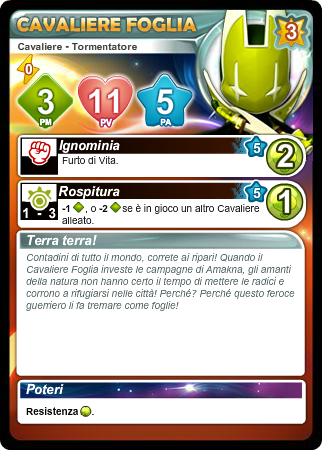 CAVALIERE FOGLIA
3
Cavaliere - Tormentatore
0
3
PM
11
PV
5
PA
Ignominia
5
2
Furto di Vita.
Rospitura
5
1
1 - 3
-1, o -2 se è in gioco un altro Cavaliere
alleato.
Terra terra!
Contadini di tutto il mondo, correte ai ripari! Quando il
Cavaliere Foglia investe le campagne di Amakna, gli amanti
della natura non hanno certo il tempo di mettere le radici e
corrono a rifugiarsi nelle città! Perché? Perché questo feroce
guerriero li fa tremare come foglie!
Poteri
Resistenza.